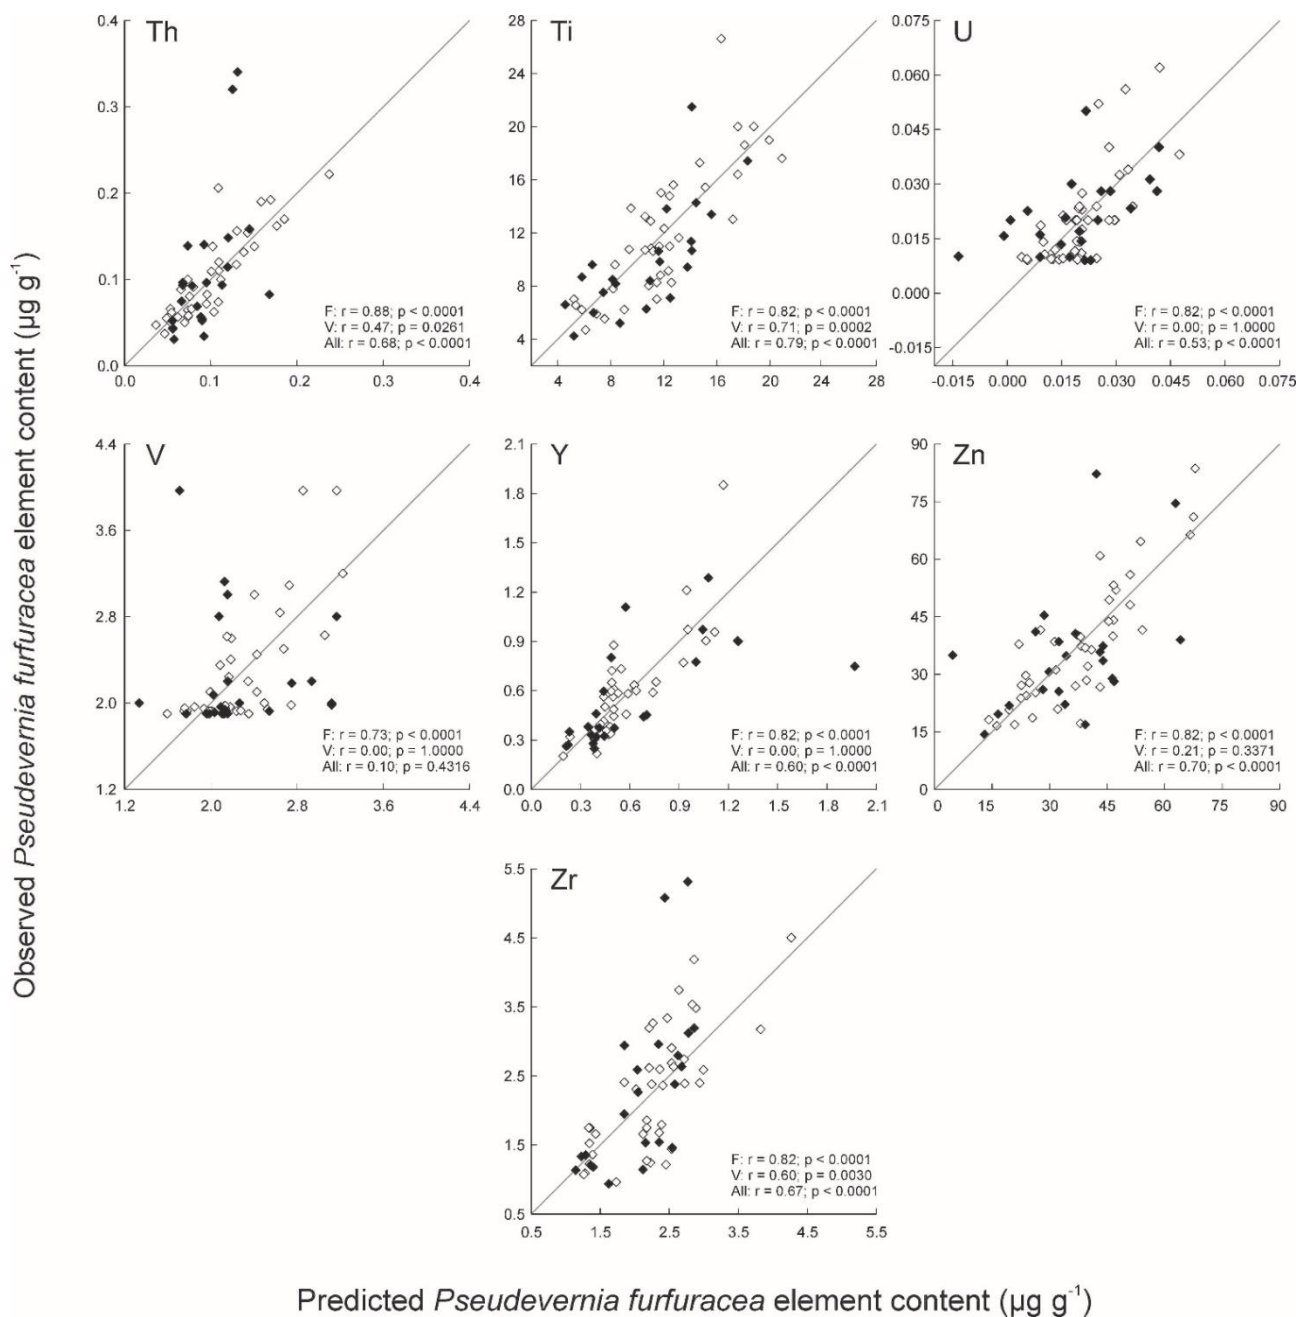 Observed Pseudevernia furfuracea element content (µg g-1)
Th
0.4
0.3
0.2
0.1
0.0
F: r = 0.88; p < 0.0001
V: r = 0.47; p = 0.0261
All: r = 0.68; p < 0.0001
0.0 0.1 0.2 0.3 0.4
Ti
28
24
20
16
12
8
4
F: r = 0.82; p < 0.0001
V: r = 0.71; p = 0.0002
All: r = 0.79; p < 0.0001
4 8 12 16 20 24 28
U
0.075
0.060
0.045
0.030
0.015
0.000
-0.015
F: r = 0.82; p < 0.0001
V: r = 0.00; p = 1.0000
All: r = 0.53; p < 0.0001
-0.015 0.000 0.015 0.030 0.045 0.060 0.075
V
4.4
3.6
2.8
2.0
1.2
F: r = 0.73; p < 0.0001
V: r = 0.00; p = 1.0000
All: r = 0.10; p = 0.4316
1.2 2.0 2.8 3.6 4.4
Y
2.1
1.8
1.5
1.2
0.9
0.6
0.3
0.0
F: r = 0.82; p < 0.0001
V: r = 0.00; p = 1.0000
All: r = 0.60; p < 0.0001
0.0 0.3 0.6 0.9 1.2 1.5 1.8 2.1
Zn
90
75
60
45
30
15
0
F: r = 0.82; p < 0.0001
V: r = 0.21; p = 0.3371
All: r = 0.70; p < 0.0001
0 15 30 45 60 75 90
Zr
5.5
4.5
3.5
2.5
1.5
0.5
F: r = 0.82; p < 0.0001
V: r = 0.60; p = 0.0030
All: r = 0.67; p < 0.0001
0.5 1.5 2.5 3.5 4.5 5.5
Predicted Pseudevernia furfuracea element content (µg g-1)